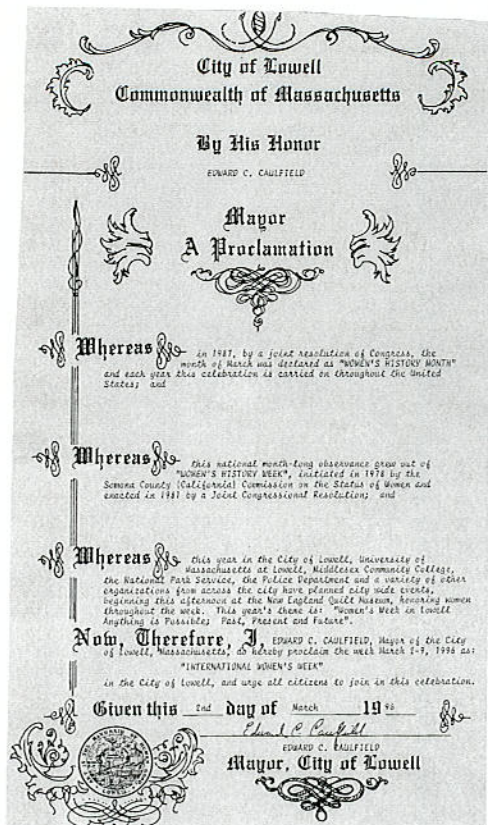 City of Lowell
Commonwealth of Massachusetts
By His Honor
EDWARD C. CAULFIELD
Mayor
A Proclamation
Whereas in 1987, by a joint resolution of Congress, the
month of March was declared as "WOMEN'S HISTORY MONTH"
and each year this celebration is carried on throughout the United
States; and
Whereas this national month-long observance grew out of
"WOMEN'S HISTORY WEEK", initiated in 1978 by the
Somona County (California) Commission on the Status of Women and
enacted in 1981 by a Joint Congressional Resolution; and
Whereas this year in the City of Lowell, University of
Massachusetts at Lowell, Middlesex Community College,
the National Park Service, the Police Department and a variety of other
organizations from across the city have planned city wide events,
beginning this afternoon at the New England Quilt Museum, honoring women
throughout the week. This year's theme is: "Women's Week in Lowell
Anything is Possible; Past, Present and Future".
Now, Therefore, I, EDWARD C. CAULFIELD, Mayor of the City
of Lowell, Massachusetts, do hereby proclaim the week March 2-9, 1996 as:
"INTERNATIONAL WOMEN'S WEEK"
in the City of Lowell, and urge all citizens to join in this celebration.
Given this 2nd day of March 19 96
Edward C Caulfield
EDWARD C. CAULFIELD
Mayor, City of Lowell